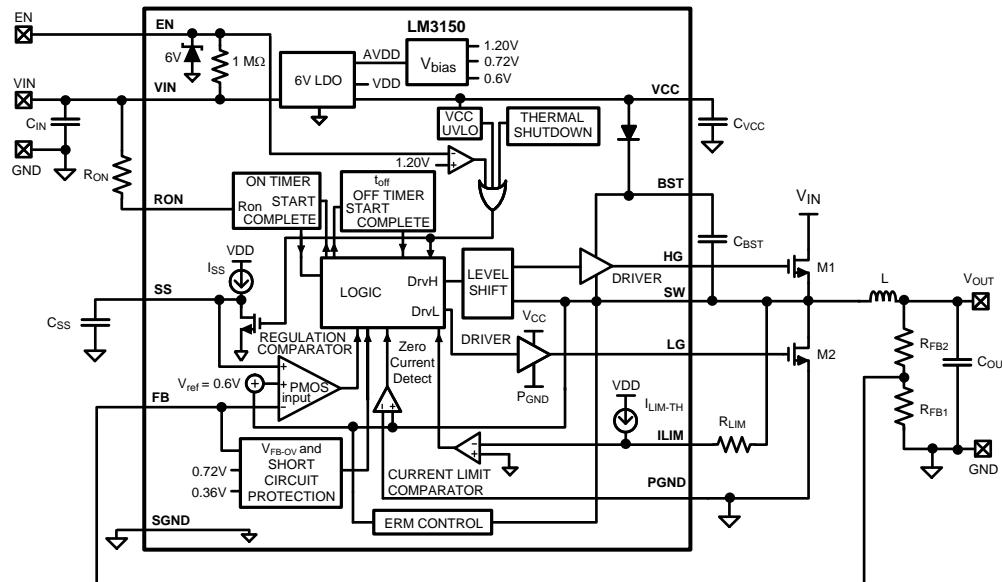 EN
EN
LM3150
6V
1 MΩ
6V LDO
AVDD
VDD
Vbias
1.20V
0.72V
0.6V
VIN
VIN
VCC
CIN
GND
VCC
UVLO
THERMAL
SHUTDOWN
CVCC
RON
1.20V
RON
ON TIMER
Ron
START
COMPLETE
toff
OFF TIMER
START
COMPLETE
BST
VIN
CBST
VDD
ISS
SS
CSS
LOGIC
DrvH
DrvL
LEVEL
SHIFT
DRIVER
HG
M1
SW
L
VOUT
REGULATION
COMPARATOR
Zero
Current
Detect
DRIVER
VCC
PGND
LG
M2
RFB2
COU
RFB1
GND
Vref = 0.6V
PMOS
input
FB
VDD
ILIM-TH
ILIM
RLIM
VFB-OV and
SHORT
CIRCUIT
PROTECTION
0.72V
0.36V
CURRENT LIMIT
COMPARATOR
PGND
SGND
ERM CONTROL